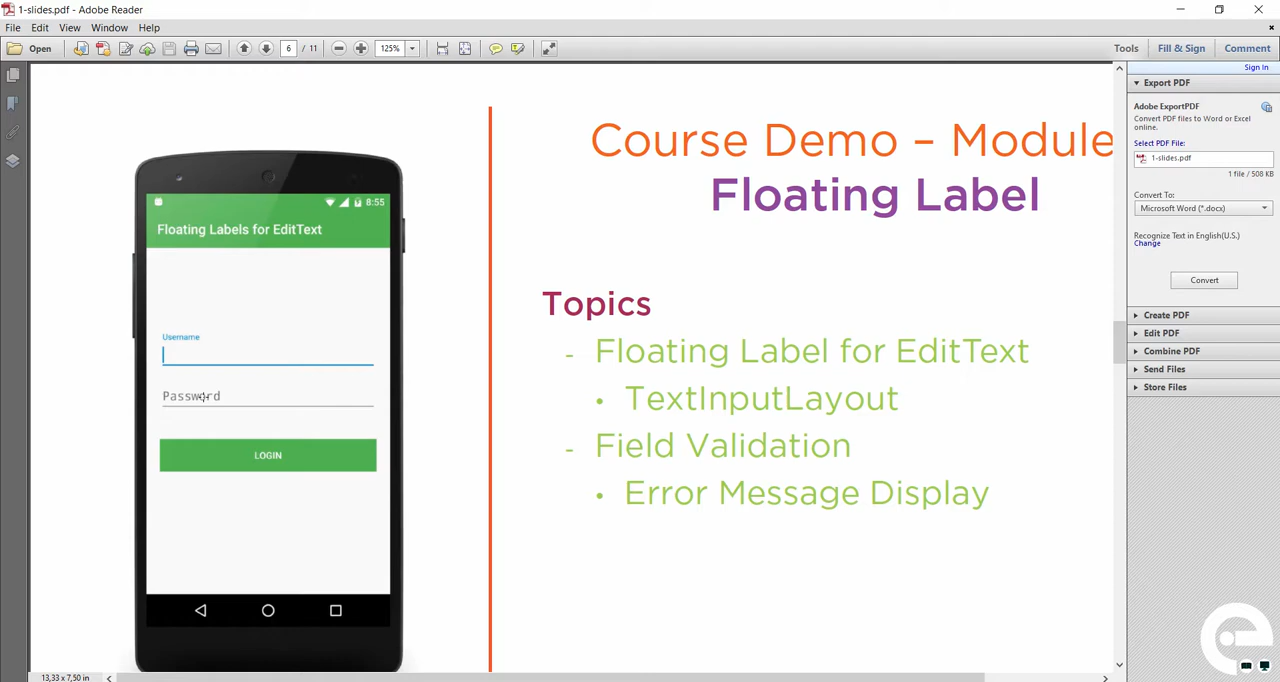 1-slides.pdf - Adobe Reader
File Edit View Window Help
Open 6 / 11 125% Tools Fill & Sign Comment
Sign In
Export PDF
Adobe ExportPDF
Convert PDF files to Word or Excel
online.
Select PDF File:
1-slides.pdf
1 file / 508 KB
Convert To:
Microsoft Word (*.docx)
Recognize Text in English(U.S.)
Change
Convert
Create PDF
Edit PDF
Combine PDF
Send Files
Store Files
8:55
Floating Labels for EditText
Username
Password
LOGIN
Course Demo – Module
Floating Label
Topics
- Floating Label for EditText
• TextInputLayout
- Field Validation
• Error Message Display
13,33 x 7,50 in